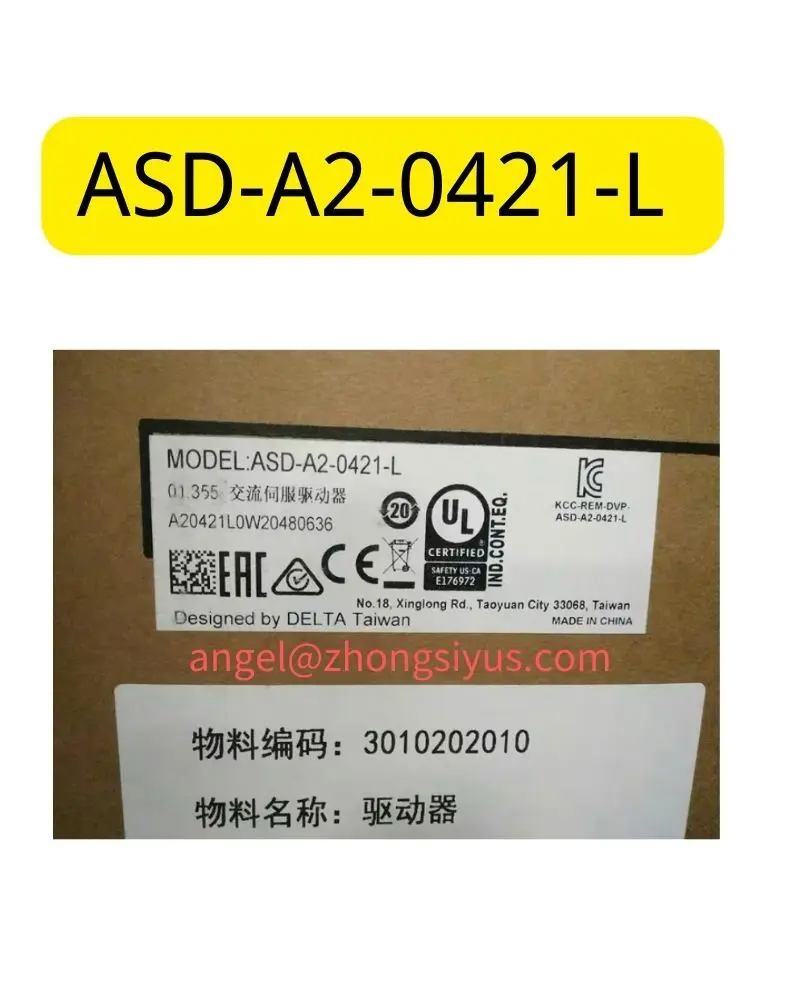 ASD-A2-0421-L
MODEL:ASD-A2-0421-L
01.355 交流伺服驱动器
A20421L0W20480636
20
UL
CERTIFIED
SAFETY US-CA
E176972
IND.CONT.EQ.
KCC-REM-DVP-
ASD-A2-0421-L
EAC
CE
No.18, Xinglong Rd., Taoyuan City 33068, Taiwan
Designed by DELTA Taiwan
MADE IN CHINA
angel@zhongsiyus.com
物料编码：3010202010
物料名称：驱动器